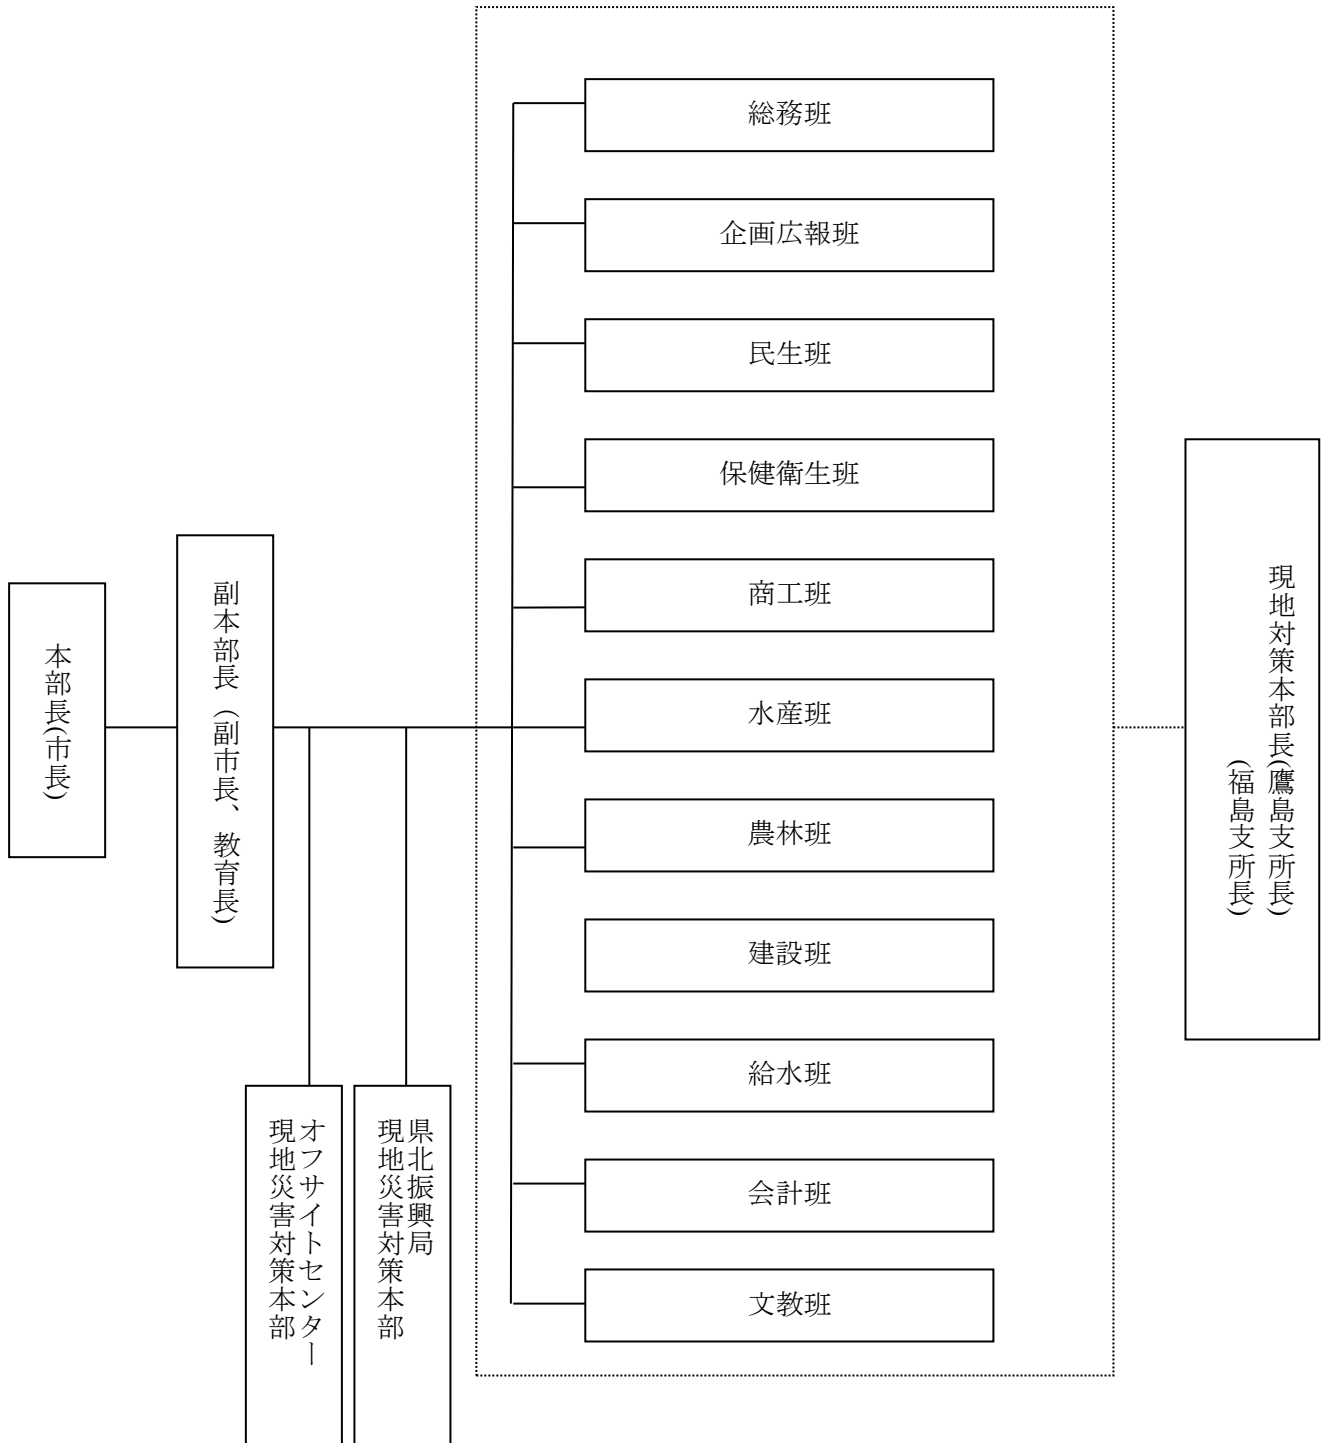 本部長(市長)
副本部長（副市長、教育長)
オフサイトセンター
現地災害対策本部
県北振興局
現地災害対策本部
総務班
企画広報班
民生班
保健衛生班
商工班
水産班
農林班
建設班
給水班
会計班
文教班
現地対策本部長(鷹島支所長)
(福島支所長)